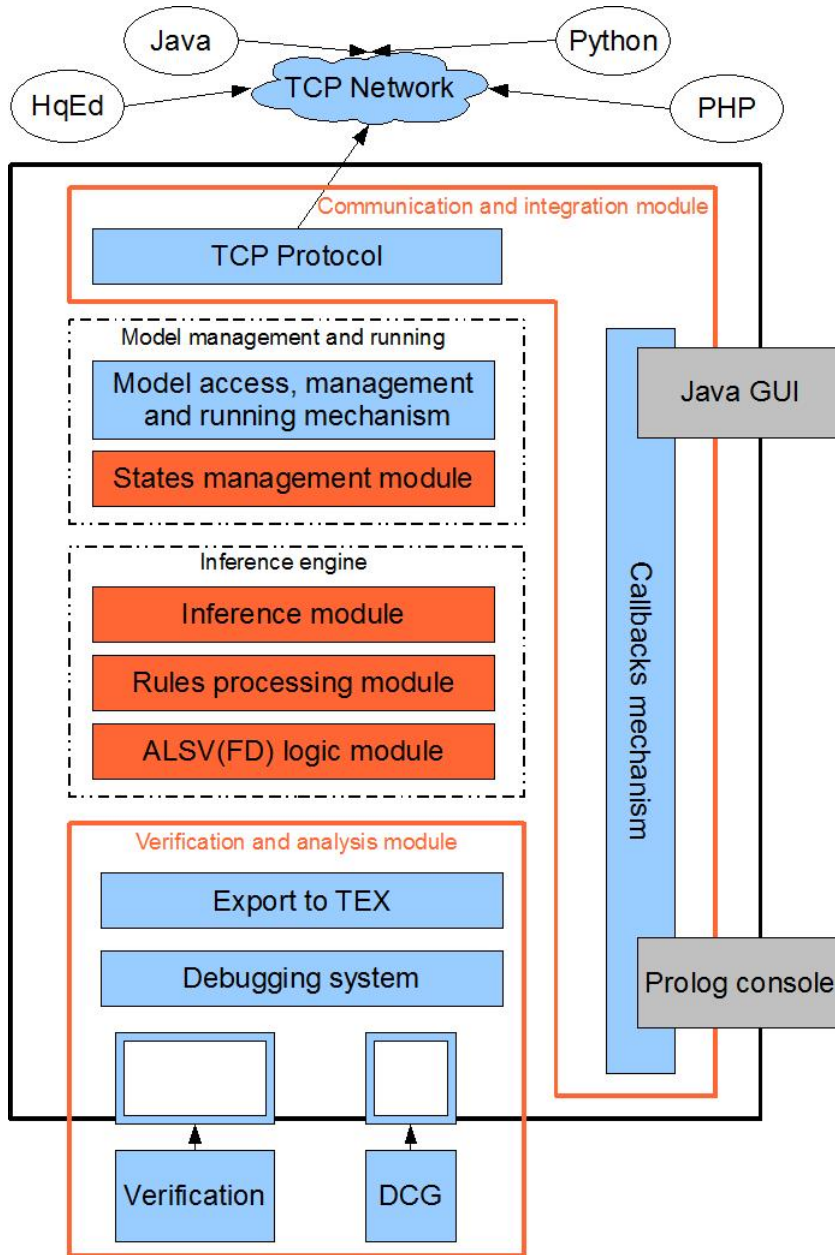 Java
Python
TCP Network
HqEd
PHP
Communication and integration module
TCP Protocol
Model management and running
Model access, management
and running mechanism
States management module
Java GUI
Inference engine
Inference module
Rules processing module
ALSV(FD) logic module
Callbacks mechanism
Verification and analysis module
Export to TEX
Debugging system
Prolog console
Verification
DCG